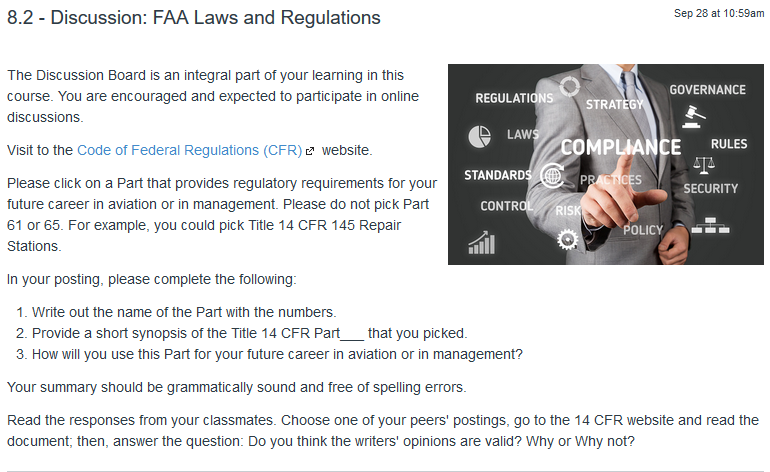 8.2 - Discussion: FAA Laws and Regulations
Sep 28 at 10:59am
The Discussion Board is an integral part of your learning in this
course. You are encouraged and expected to participate in online
discussions.
Visit to the Code of Federal Regulations (CFR) website.
Please click on a Part that provides regulatory requirements for your
future career in aviation or in management. Please do not pick Part
61 or 65. For example, you could pick Title 14 CFR 145 Repair
Stations.
REGULATIONS
STRATEGY
GOVERNANCE
LAWS
COMPLIANCE
RULES
STANDARDS
PRACTICES
SECURITY
CONTROL
RISK
POLICY
In your posting, please complete the following:
1. Write out the name of the Part with the numbers.
2. Provide a short synopsis of the Title 14 CFR Part___ that you picked.
3. How will you use this Part for your future career in aviation or in management?
Your summary should be grammatically sound and free of spelling errors.
Read the responses from your classmates. Choose one of your peers' postings, go to the 14 CFR website and read the
document; then, answer the question: Do you think the writers' opinions are valid? Why or Why not?